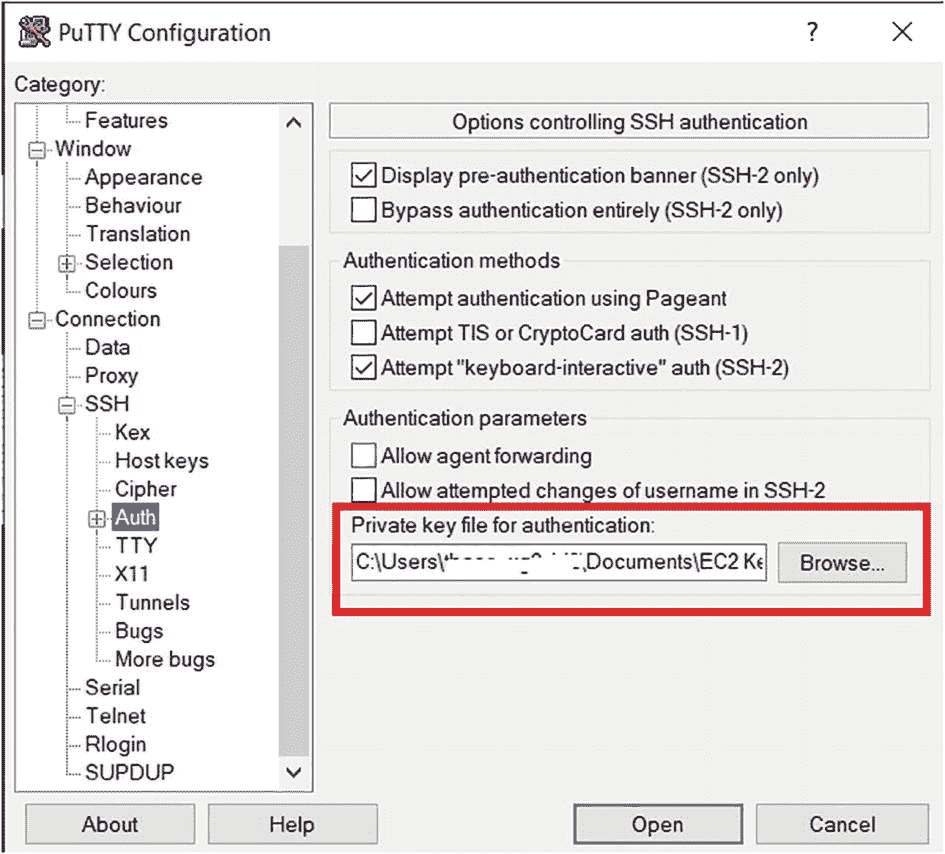 PuTTY Configuration ? ×
Category:
Features
Window
Appearance
Behaviour
Translation
Selection
Colours
Connection
Data
Proxy
SSH
Kex
Host keys
Cipher
Auth
TTY
X11
Tunnels
Bugs
More bugs
Serial
Telnet
Rlogin
SUPDUP
Options controlling SSH authentication
Display pre-authentication banner (SSH-2 only)
Bypass authentication entirely (SSH-2 only)
Authentication methods
Attempt authentication using Pageant
Attempt TIS or CryptoCard auth (SSH-1)
Attempt "keyboard-interactive" auth (SSH-2)
Authentication parameters
Allow agent forwarding
Allow attempted changes of username in SSH-2
Private key file for authentication:
C:\Users\ \Documents\EC2 Ke
Browse...
About
Help
Open
Cancel